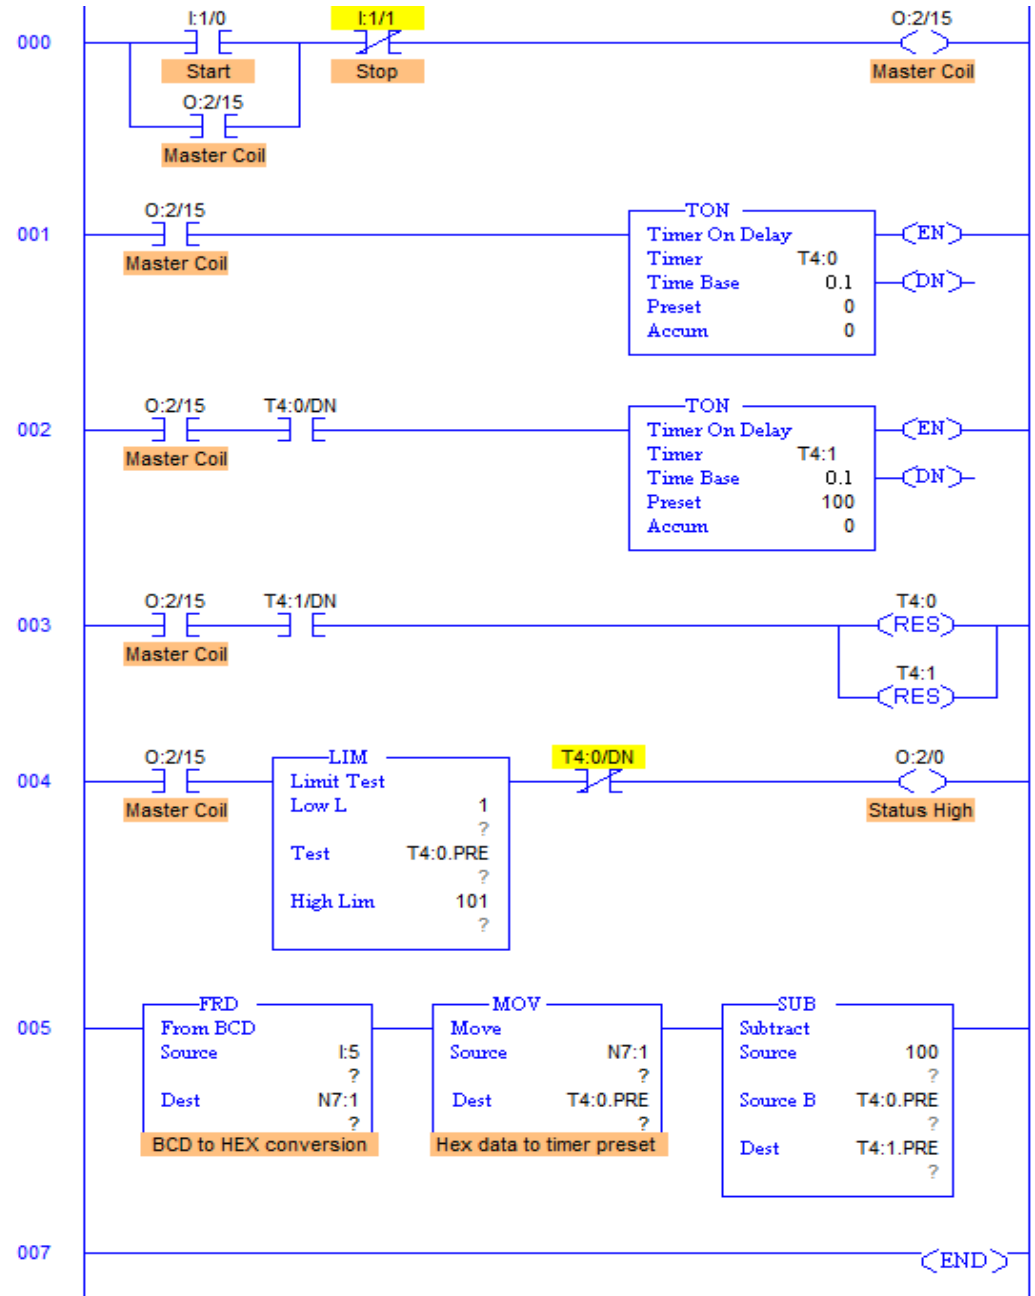 I:1/0 I:1/1 O:2/15
000
Start Stop Master Coil
O:2/15
Master Coil
O:2/15 TON
001 Timer On Delay EN
Master Coil Timer T4:0
Time Base 0.1 DN
Preset 0
Accum 0
O:2/15 T4:0/DN TON
002 Timer On Delay EN
Master Coil Timer T4:1
Time Base 0.1 DN
Preset 100
Accum 0
O:2/15 T4:1/DN T4:0
003 RES
Master Coil
T4:1
RES
O:2/15 LIM T4:0/DN O:2/0
004 Limit Test
Master Coil Low L 1 Status High
?
Test T4:0.PRE
?
High Lim 101
?
FRD MOV SUB
005 From BCD Move Subtract
Source I:5 Source N7:1 Source 100
? ? ?
Dest N7:1 Dest T4:0.PRE Source B T4:0.PRE
? ? ?
BCD to HEX conversion Hex data to timer preset Dest T4:1.PRE
?
007 END